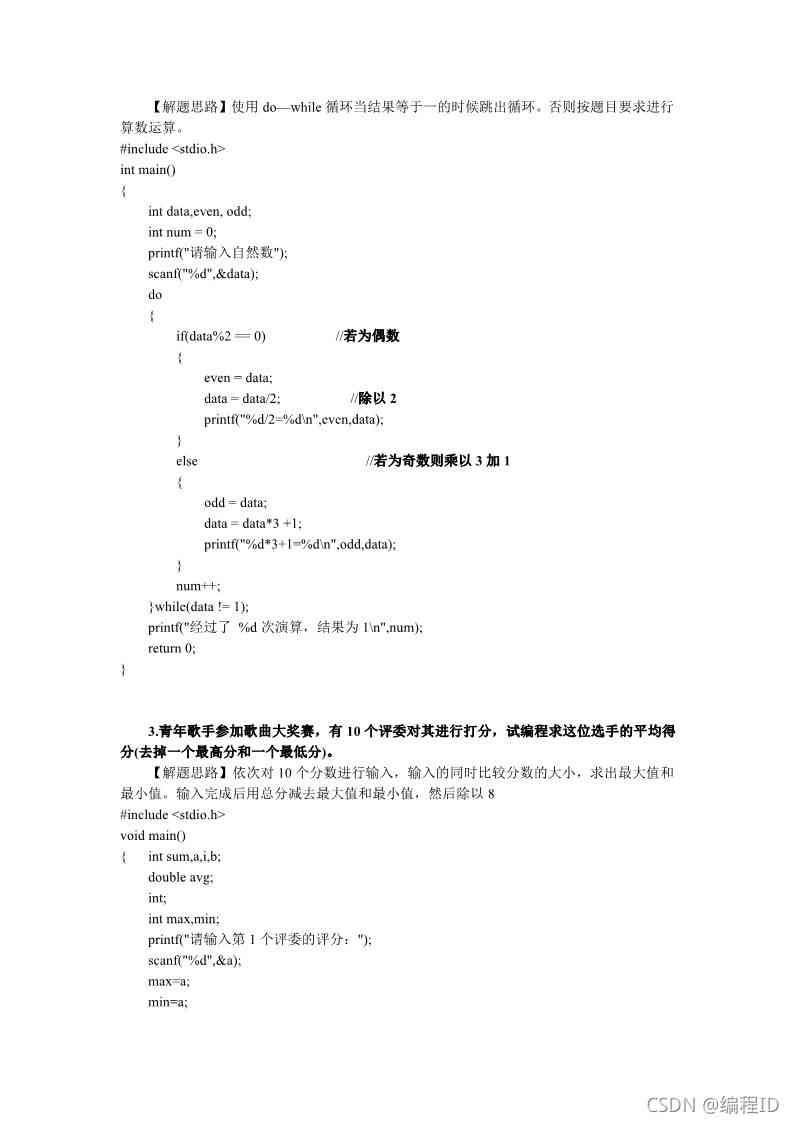 【解题思路】使用 do—while 循环当结果等于一的时候跳出循环。否则按题目要求进行
算数运算。
#include <stdio.h>
int main()
{
int data,even, odd;
int num = 0;
printf("请输入自然数");
scanf("%d",&data);
do
{
if(data%2 == 0) //若为偶数
{
even = data;
data = data/2; //除以 2
printf("%d/2=%d\n",even,data);
}
else //若为奇数则乘以 3 加 1
{
odd = data;
data = data*3 +1;
printf("%d*3+1=%d\n",odd,data);
}
num++;
}while(data != 1);
printf("经过了 %d 次演算，结果为 1\n",num);
return 0;
}
3.青年歌手参加歌曲大奖赛，有 10 个评委对其进行打分，试编程求这位选手的平均得
分(去掉一个最高分和一个最低分)。
【解题思路】依次对 10 个分数进行输入，输入的同时比较分数的大小，求出最大值和
最小值。输入完成后用总分减去最大值和最小值，然后除以 8
#include <stdio.h>
void main()
{ int sum,a,i,b;
double avg;
int;
int max,min;
printf("请输入第 1 个评委的评分：");
scanf("%d",&a);
max=a;
min=a;
CSDN @编程ID